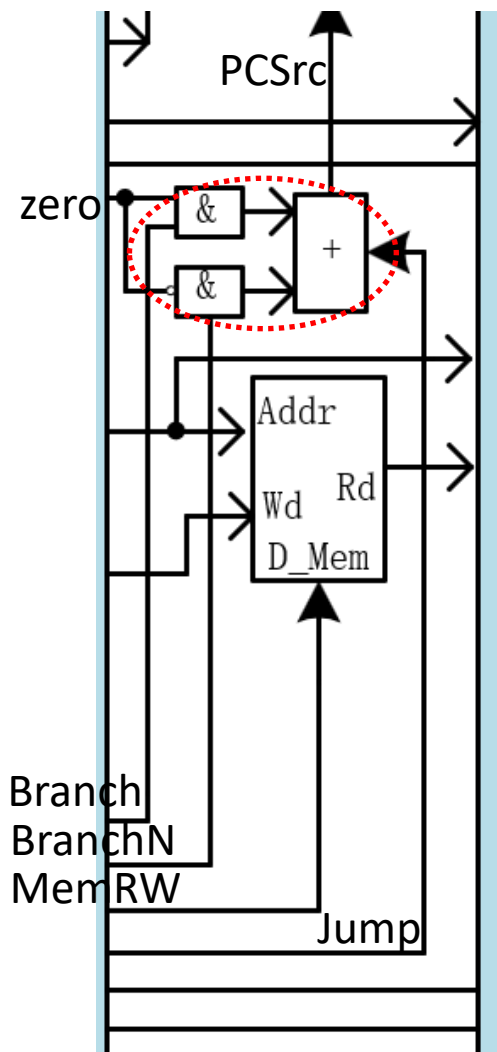 PCSrc
zero
&
+
&
Addr
Rd
Wd
D_Mem
Branch
BranchN
MemRW
Jump